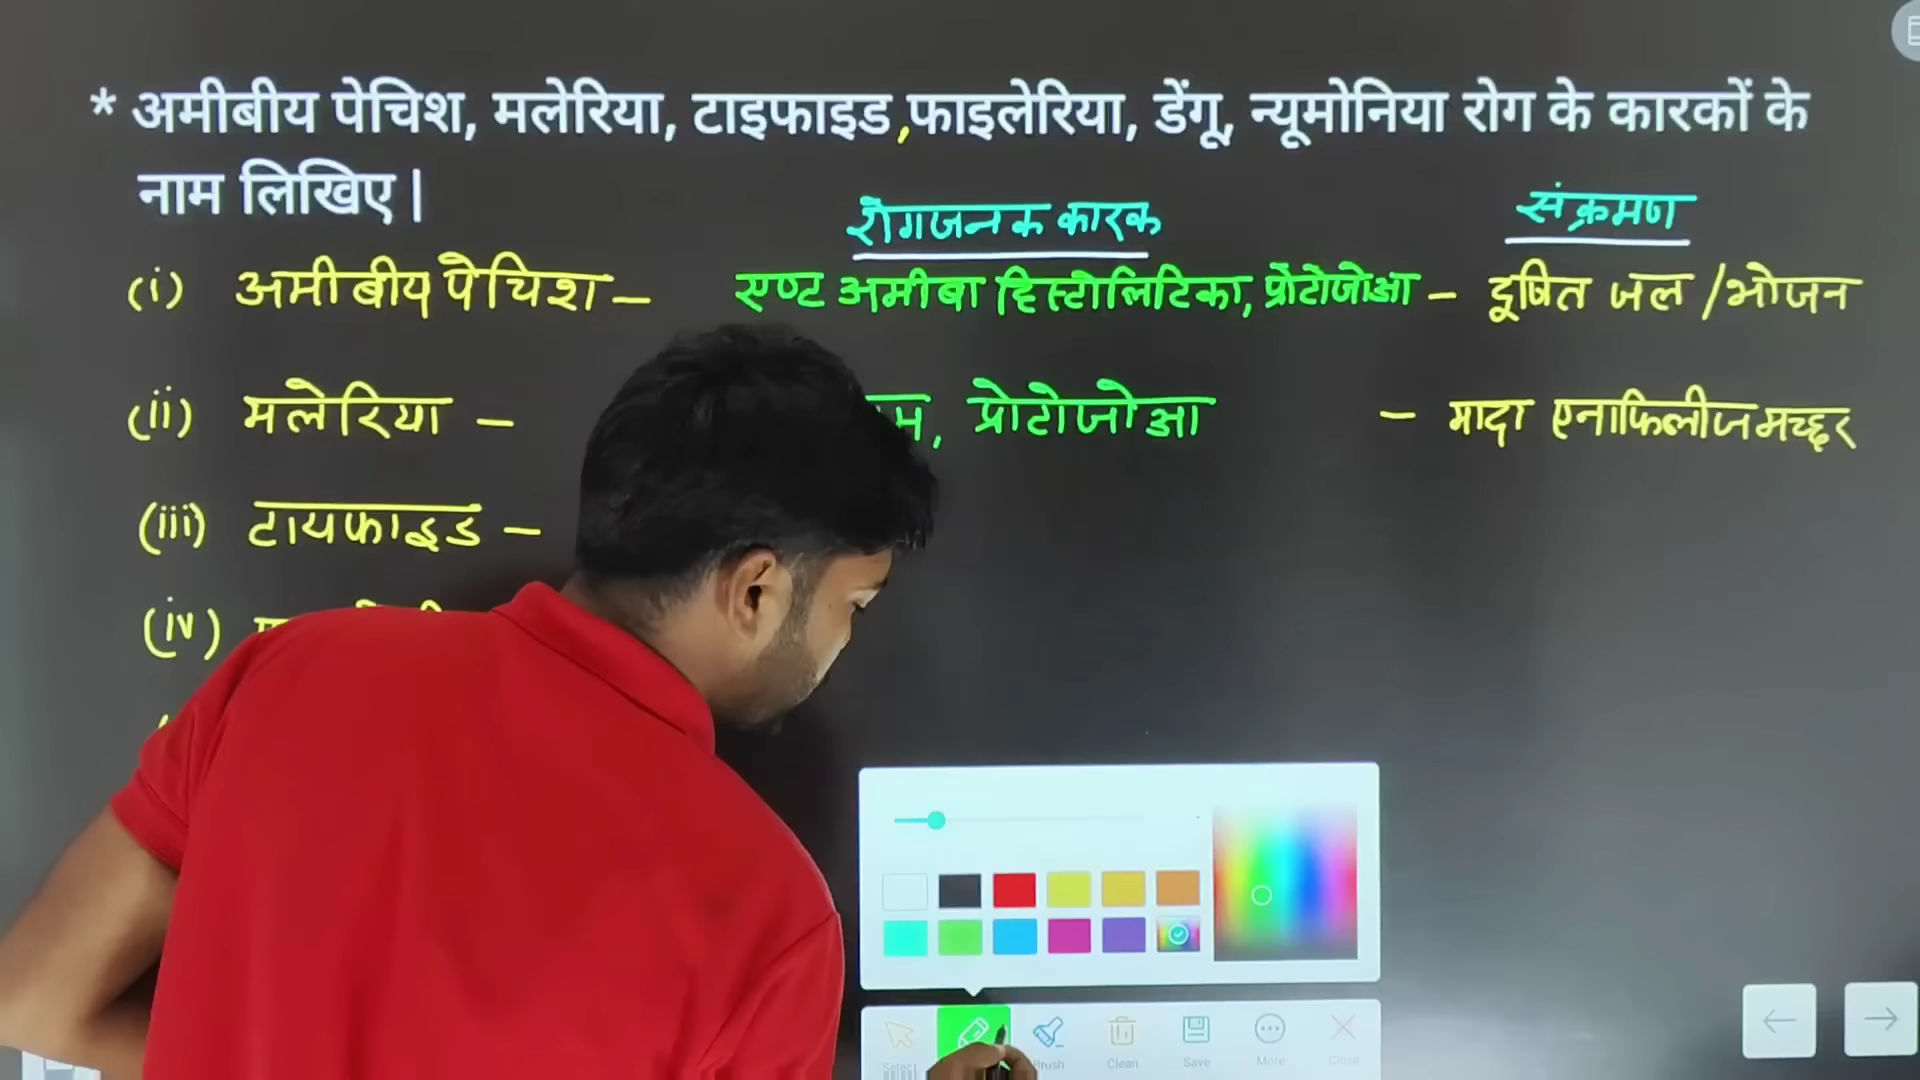 * अमीबीय पेचिश, मलेरिया, टाइफाइड,फाइलेरिया, डेंगू, न्यूमोनिया रोग के कारकों के
नाम लिखिए |
रोगजनक कारक संक्रमण
(i) अमीबीय पेचिश – एण्ट अमीबा हिस्टोलिटिका, प्रोटोजोआ – दूषित जल /भोजन
(ii) मलेरिया – म, प्रोटोजोआ – मादा एनाफिलीज मच्छर
(iii) टायफाइड –
(iv)
Select Brush Clean Save More Close